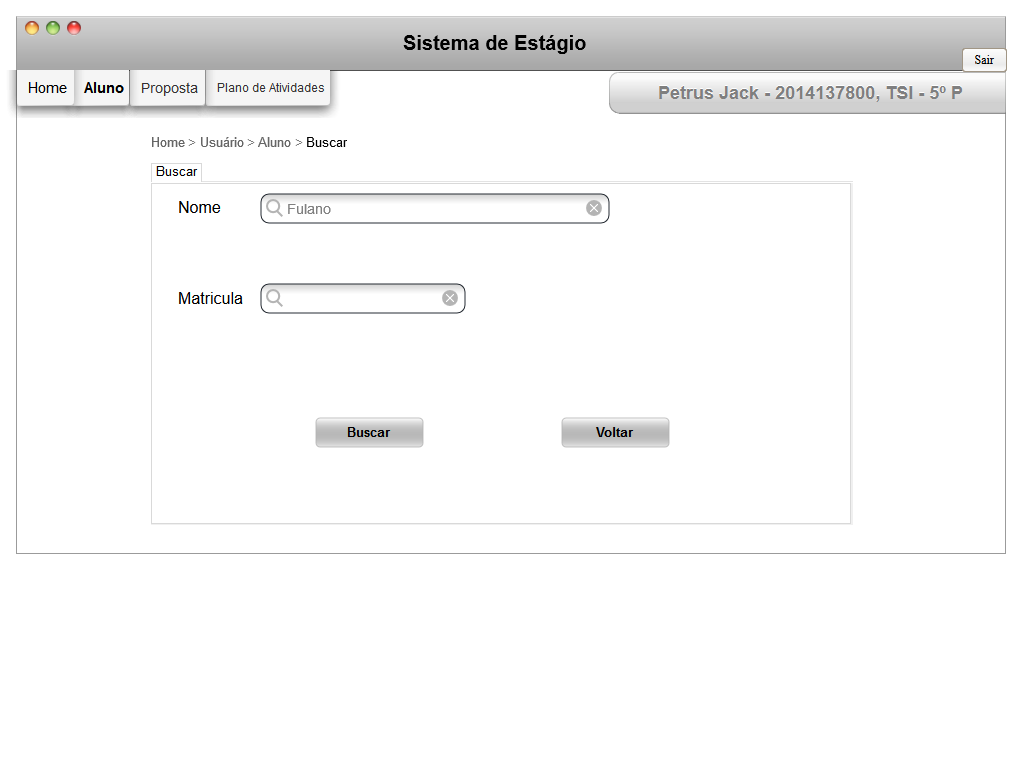 Sistema de Estágio
Sair
Home Aluno Proposta Plano de Atividades
Petrus Jack - 2014137800, TSI - 5º P
Home > Usuário > Aluno > Buscar
Buscar
Nome Fulano
Matricula
Buscar Voltar